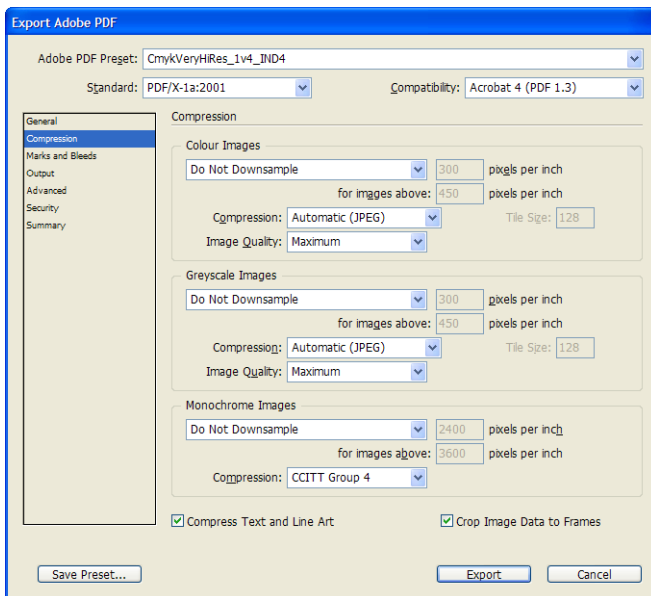 Export Adobe PDF
Adobe PDF Preset: CmykVeryHiRes_1v4_IND4
Standard: PDF/X-1a:2001 Compatibility: Acrobat 4 (PDF 1.3)
General
Compression
Marks and Bleeds
Output
Advanced
Security
Summary
Compression
Colour Images
Do Not Downsample 300 pixels per inch
for images above: 450 pixels per inch
Compression: Automatic (JPEG) Tile Size: 128
Image Quality: Maximum
Greyscale Images
Do Not Downsample 300 pixels per inch
for images above: 450 pixels per inch
Compression: Automatic (JPEG) Tile Size: 128
Image Quality: Maximum
Monochrome Images
Do Not Downsample 2400 pixels per inch
for images above: 3600 pixels per inch
Compression: CCITT Group 4
Compress Text and Line Art Crop Image Data to Frames
Save Preset... Export Cancel